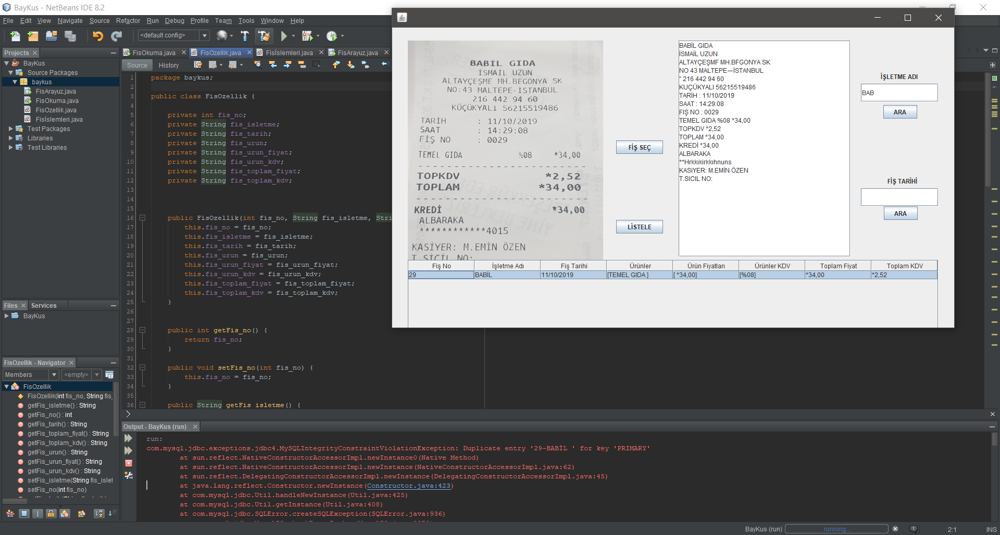 BayKus - NetBeans IDE 8.2
File Edit View Navigate Source Refactor Run Debug Profile Team Tools Window Help
<default config>
Projects
BayKus
Source Packages
baykus
FisArayuz.java
FisOkuma.java
FisOzellik.java
Fisİslemleri.java
Test Packages
Libraries
Test Libraries
Files Services
BayKus
FisOzellik - Navigator
Members <empty>
FisOzellik
FisOzellik(int fis_no, String fis_
getFis_isletme() : String
getFis_no() : int
getFis_tarih() : String
getFis_toplam_fiyat() : String
getFis_toplam_kdv() : String
getFis_urun() : String
getFis_urun_fiyat() : String
getFis_urun_kdv() : String
setFis_isletme(String fis_islet
setFis_no(int fis_no)
FisOkuma.java FisOzellik.java Fisİslemleri.java FisArayuz.java
Source History
1 package baykus;
2
3 public class FisOzellik {
4
5 private int fis_no;
6 private String fis_isletme;
7 private String fis_tarih;
8 private String fis_urun;
9 private String fis_urun_fiyat;
10 private String fis_urun_kdv;
11 private String fis_toplam_fiyat;
12 private String fis_toplam_kdv;
13
14
15
16 public FisOzellik(int fis_no, String fis_isletme, Stri
17 this.fis_no = fis_no;
18 this.fis_isletme = fis_isletme;
19 this.fis_tarih = fis_tarih;
20 this.fis_urun = fis_urun;
21 this.fis_urun_fiyat = fis_urun_fiyat;
22 this.fis_urun_kdv = fis_urun_kdv;
23 this.fis_toplam_fiyat = fis_toplam_fiyat;
24 this.fis_toplam_kdv = fis_toplam_kdv;
25 }
26
27
28 public int getFis_no() {
29 return fis_no;
30 }
31
32 public void setFis_no(int fis_no) {
33 this.fis_no = fis_no;
34 }
35
36 public String getFis_isletme() {
BABİL GIDA
İSMAİL UZUN
ALTAYÇEŞME MH.BEGONYA SK
NO:43 MALTEPE-İSTANBUL
216 442 94 60
KÜÇÜKYALI 56215519486
TARİH : 11/10/2019
SAAT : 14:29:08
FİŞ NO : 0029
TEMEL GIDA %08 *34,00
TOPKDV *2,52
TOPLAM *34,00
KREDİ *34,00
ALBARAKA
************4015
KASİYER: M.EMİN ÖZEN
T.SİCİL NO:
FİŞ SEÇ
LİSTELE
BABİL GIDA
İSMAİL UZUN
ALTAYÇEŞMF MH.BFGONYA SK
NO 43 MALTEPE—İSTANBUL
" 216 442 94 60
KUÇÜKYALI 56215519486
TARİH : 11/10/2019
SAAT : 14:29:08
FIŞ NO : 0029
TEMEL GIDA %08 *34,00
TOPKDV *2,52
TOPLAM *34,00
KREDİ *34,00
ALBARAKA
**Hrkkıkirkkıhnuns
KASiYER: M.EMİN ÖZEN
T.SICIL NO:
İŞLETME ADI
BAB
ARA
FİŞ TARİHİ
ARA
Fiş No İşletme Adı Fiş Tarihi Ürünler Ürün Fiyatları Ürünler KDV Toplam Fiyat Toplam KDV
29 BABİL 11/10/2019 [TEMEL GIDA ] [ *34,00] [%08] *34,00 *2,52
Output - BayKus (run)
run:
com.mysql.jdbc.exceptions.jdbc4.MySQLIntegrityConstraintViolationException: Duplicate entry '29-BABİL ' for key 'PRIMARY'
at sun.reflect.NativeConstructorAccessorImpl.newInstance0(Native Method)
at sun.reflect.NativeConstructorAccessorImpl.newInstance(NativeConstructorAccessorImpl.java:62)
at sun.reflect.DelegatingConstructorAccessorImpl.newInstance(DelegatingConstructorAccessorImpl.java:45)
at java.lang.reflect.Constructor.newInstance(Constructor.java:423)
at com.mysql.jdbc.Util.handleNewInstance(Util.java:425)
at com.mysql.jdbc.Util.getInstance(Util.java:408)
at com.mysql.jdbc.SQLError.createSQLException(SQLError.java:936)
BayKus (run) running... 1 2:1 INS